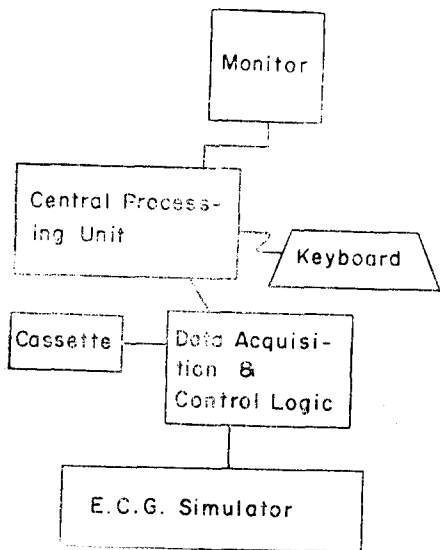 Monitor
Central Process-
ing Unit
Keyboard
Cassette
Data Acquisi-
tion &
Control Logic
E.C.G. Simulator